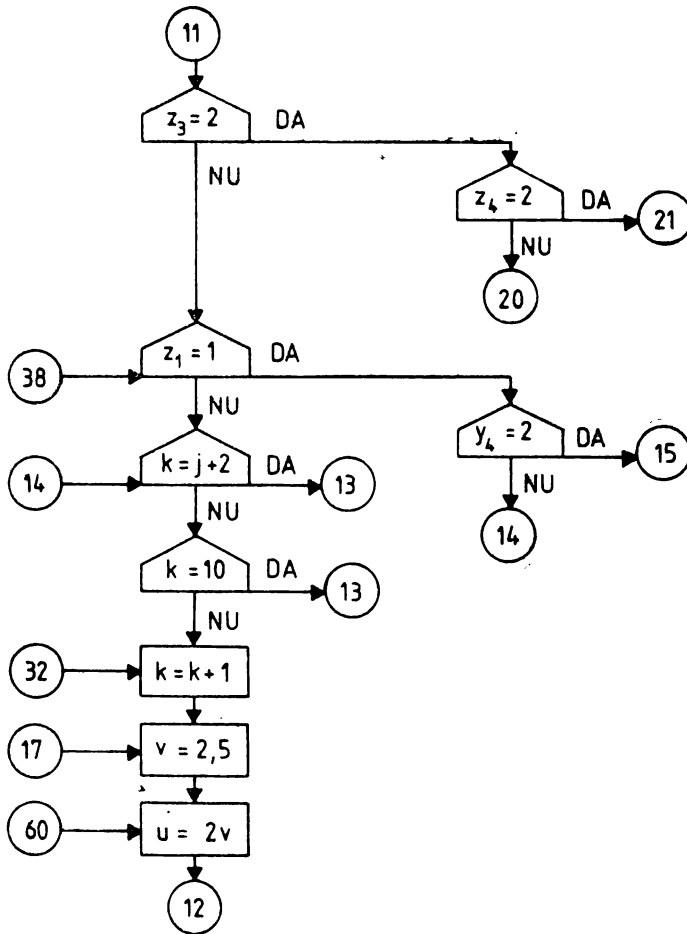 11
z₃ = 2 DA
NU
z₄ = 2 DA
21
NU
20
z₁ = 1 DA
38
NU
y₄ = 2 DA
15
NU
14
k = j + 2 DA
14
13
NU
k = 10 DA
13
NU
32
k = k + 1
17
v = 2,5
60
u = 2v
12